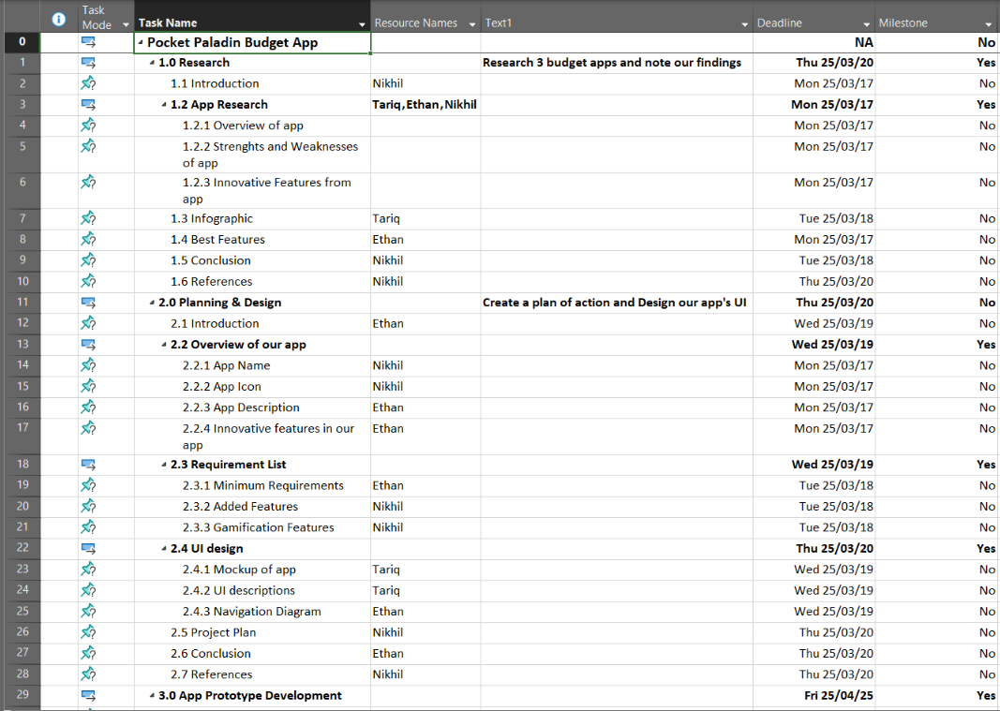 Task Mode Task Name Resource Names Text1 Deadline Milestone
0 Pocket Paladin Budget App NA No
1 1.0 Research Research 3 budget apps and note our findings Thu 25/03/20 Yes
2 1.1 Introduction Nikhil Mon 25/03/17 No
3 1.2 App Research Tariq,Ethan,Nikhil Mon 25/03/17 Yes
4 1.2.1 Overview of app Mon 25/03/17 No
5 1.2.2 Strenghts and Weaknesses of app Mon 25/03/17 No
6 1.2.3 Innovative Features from app Mon 25/03/17 No
7 1.3 Infographic Tariq Tue 25/03/18 No
8 1.4 Best Features Ethan Mon 25/03/17 No
9 1.5 Conclusion Nikhil Tue 25/03/18 No
10 1.6 References Nikhil Thu 25/03/20 No
11 2.0 Planning & Design Create a plan of action and Design our app's UI Thu 25/03/20 No
12 2.1 Introduction Ethan Wed 25/03/19 No
13 2.2 Overview of our app Wed 25/03/19 Yes
14 2.2.1 App Name Nikhil Mon 25/03/17 No
15 2.2.2 App Icon Nikhil Mon 25/03/17 No
16 2.2.3 App Description Ethan Mon 25/03/17 No
17 2.2.4 Innovative features in our app Ethan Mon 25/03/17 No
18 2.3 Requirement List Wed 25/03/19 Yes
19 2.3.1 Minimum Requirements Ethan Tue 25/03/18 No
20 2.3.2 Added Features Nikhil Tue 25/03/18 No
21 2.3.3 Gamification Features Nikhil Tue 25/03/18 No
22 2.4 UI design Thu 25/03/20 Yes
23 2.4.1 Mockup of app Tariq Wed 25/03/19 No
24 2.4.2 UI descriptions Tariq Wed 25/03/19 No
25 2.4.3 Navigation Diagram Ethan Wed 25/03/19 No
26 2.5 Project Plan Nikhil Thu 25/03/20 No
27 2.6 Conclusion Ethan Thu 25/03/20 No
28 2.7 References Nikhil Thu 25/03/20 No
29 3.0 App Prototype Development Fri 25/04/25 Yes